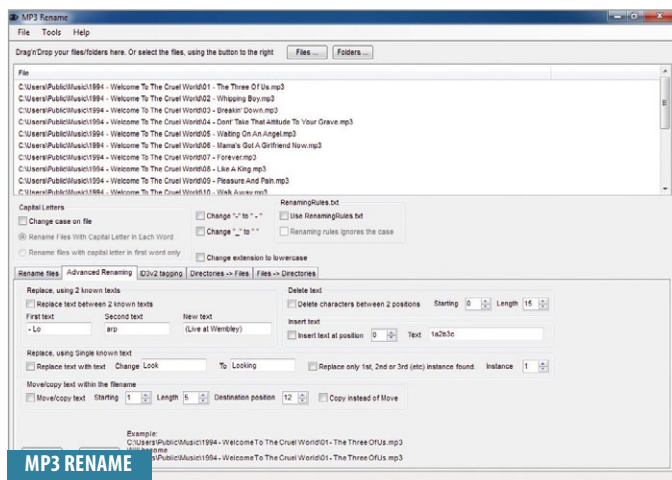 MP3 Rename
File Tools Help
Drag'n'Drop your files/folders here. Or select the files, using the button to the right Files ... Folders ...
File
C:\Users\Public\Music\1994 - Welcome To The Cruel World\01 - The Three Of Us.mp3
C:\Users\Public\Music\1994 - Welcome To The Cruel World\02 - Whipping Boy.mp3
C:\Users\Public\Music\1994 - Welcome To The Cruel World\03 - Breakin' Down.mp3
C:\Users\Public\Music\1994 - Welcome To The Cruel World\04 - Dont' Take That Attitude To Your Grave.mp3
C:\Users\Public\Music\1994 - Welcome To The Cruel World\05 - Waiting On An Angel.mp3
C:\Users\Public\Music\1994 - Welcome To The Cruel World\06 - Mama's Got A Girlfriend Now.mp3
C:\Users\Public\Music\1994 - Welcome To The Cruel World\07 - Forever.mp3
C:\Users\Public\Music\1994 - Welcome To The Cruel World\08 - Like A King.mp3
C:\Users\Public\Music\1994 - Welcome To The Cruel World\09 - Pleasure And Pain.mp3
C:\Users\Public\Music\1994 - Welcome To The Cruel World\10 - Walk Away.mp3
Capital Letters RenamingRules.txt
Change case on file Change "-" to " - " Use RenamingRules.txt
Rename Files With Capital Letter In Each Word Change "_" to " " Renaming rules ignores the case
Rename files with capital letter in first word only Change extension to lowercase
Rename files Advanced Renaming ID3v2 tagging Directories -> Files Files -> Directories
Replace, using 2 known texts Delete text
Replace text between 2 known texts Delete characters between 2 positions Starting 0 Length 15
First text Second text New text Insert text
- Lo arp (Live at Wembley) Insert text at position 0 Text 1a2b3c
Replace, using Single known text
Replace text with text Change Look To Looking Replace only 1st, 2nd or 3rd (etc) instance found. Instance 1
Move/copy text within the filename
Move/copy text Starting 1 Length 5 Destination position 12 Copy instead of Move
Example:
C:\Users\Public\Music\1994 - Welcome To The Cruel World\01 - The Three Of Us.mp3
become
Users\Public\Music\1994 - Welcome To The Cruel World\01 - The Three Of Us.mp3
MP3 RENAME